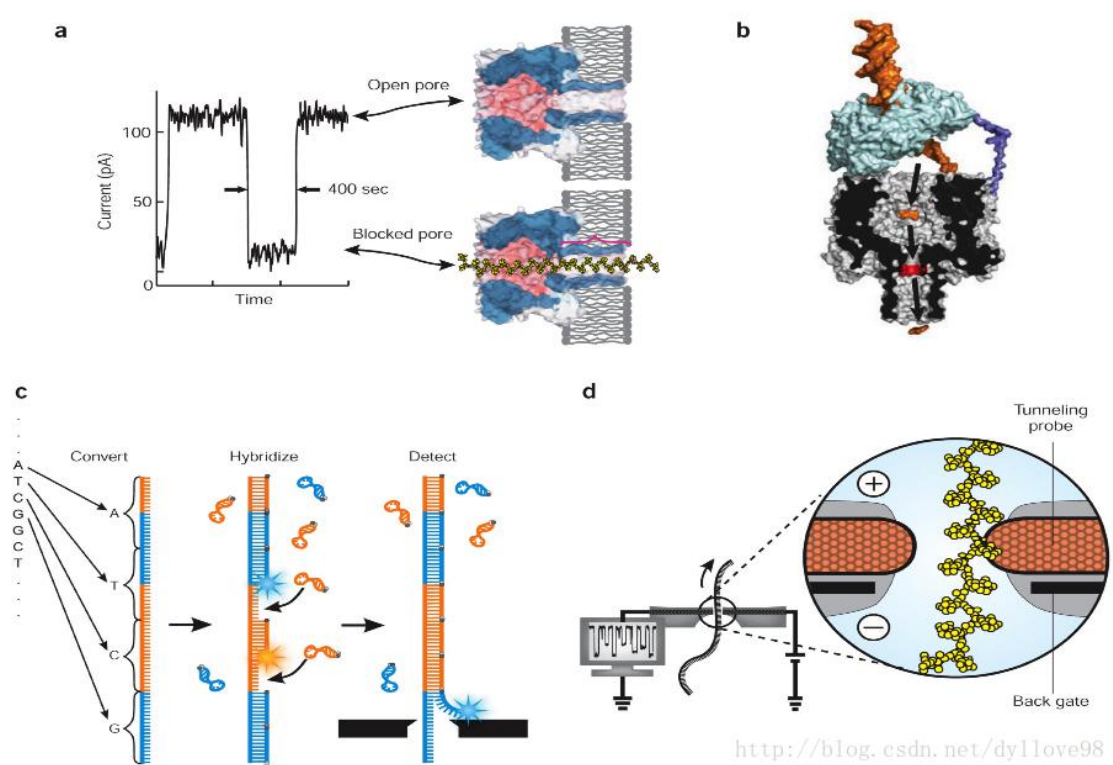 a
Open pore
100
Current (pA)
400 sec
50
Blocked pore
0
Time
b
c
Convert
Hybridize
Detect
.
.
.
A
T
C
G
G
C
T
.
.
.
A
T
C
G
d
Tunneling
probe
+
−
Back gate
http://blog.csdn.net/dyllove98